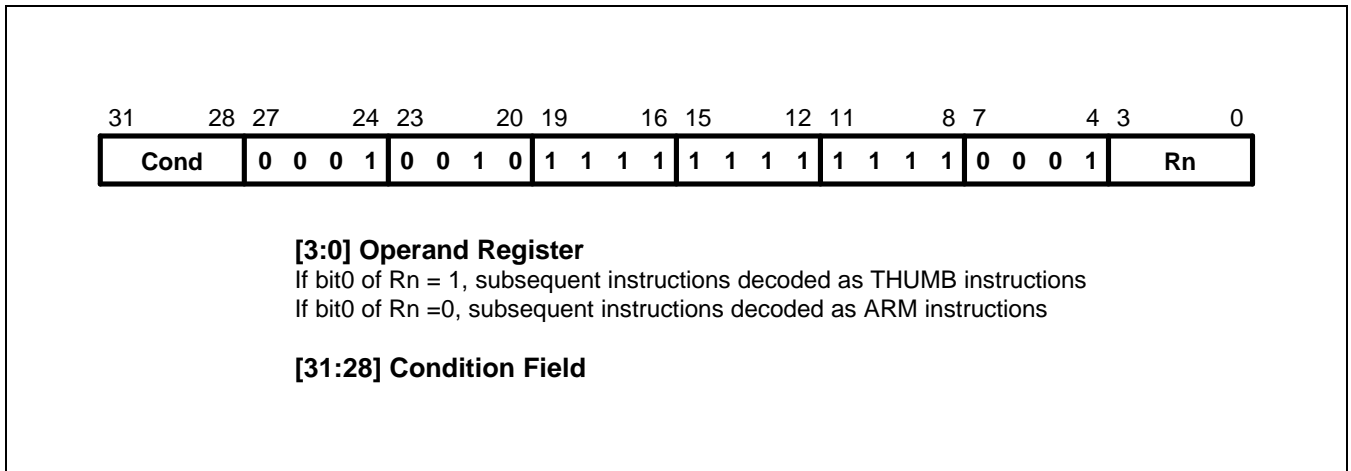 31 28 27 24 23 20 19 16 15 12 11 8 7 4 3 0
Cond 0 0 0 1 0 0 1 0 1 1 1 1 1 1 1 1 1 1 1 1 0 0 0 1 Rn
[3:0] Operand Register
If bit0 of Rn = 1, subsequent instructions decoded as THUMB instructions
If bit0 of Rn =0, subsequent instructions decoded as ARM instructions
[31:28] Condition Field